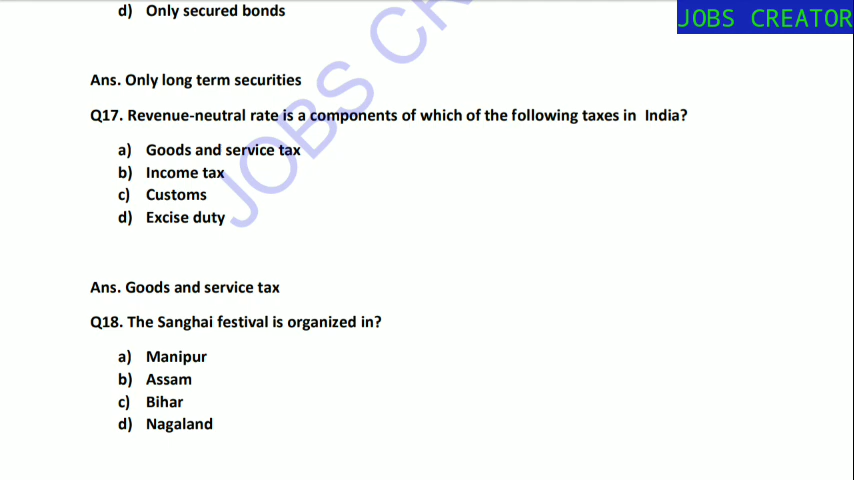 d) Only secured bonds
JOBS CREATOR
Ans. Only long term securities
Q17. Revenue-neutral rate is a components of which of the following taxes in India?
a) Goods and service tax
b) Income tax
c) Customs
d) Excise duty
Ans. Goods and service tax
Q18. The Sanghai festival is organized in?
a) Manipur
b) Assam
c) Bihar
d) Nagaland
JOBS CR